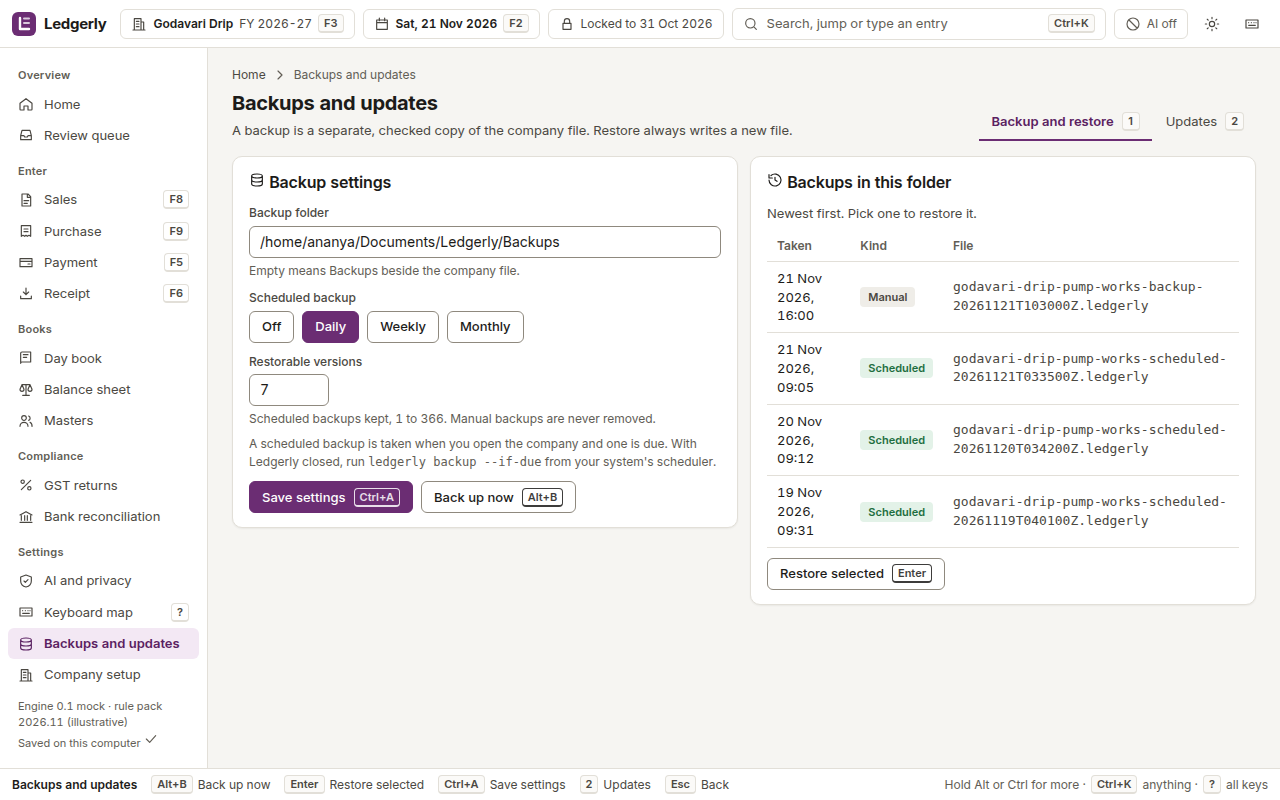 Ledgerly
Godavari Drip FY 2026-27 F3
Sat, 21 Nov 2026 F2
Locked to 31 Oct 2026
Search, jump or type an entry Ctrl+K
AI off
Overview
Home
Review queue
Enter
Sales F8
Purchase F9
Payment F5
Receipt F6
Books
Day book
Balance sheet
Masters
Compliance
GST returns
Bank reconciliation
Settings
AI and privacy
Keyboard map ?
Backups and updates
Company setup
Engine 0.1 mock · rule pack
2026.11 (illustrative)
Saved on this computer
Home > Backups and updates
Backups and updates
A backup is a separate, checked copy of the company file. Restore always writes a new file.
Backup and restore 1
Updates 2
Backup settings
Backup folder
/home/ananya/Documents/Ledgerly/Backups
Empty means Backups beside the company file.
Scheduled backup
Off Daily Weekly Monthly
Restorable versions
7
Scheduled backups kept, 1 to 366. Manual backups are never removed.
A scheduled backup is taken when you open the company and one is due. With
Ledgerly closed, run ledgerly backup --if-due from your system's scheduler.
Save settings Ctrl+A
Back up now Alt+B
Backups in this folder
Newest first. Pick one to restore it.
Taken Kind File
21 Nov
2026,
16:00
Manual
godavari-drip-pump-works-backup-
20261121T103000Z.ledgerly
21 Nov
2026,
09:05
Scheduled
godavari-drip-pump-works-scheduled-
20261121T033500Z.ledgerly
20 Nov
2026,
09:12
Scheduled
godavari-drip-pump-works-scheduled-
20261120T034200Z.ledgerly
19 Nov
2026,
09:31
Scheduled
godavari-drip-pump-works-scheduled-
20261119T040100Z.ledgerly
Restore selected Enter
Backups and updates Alt+B Back up now Enter Restore selected Ctrl+A Save settings 2 Updates Esc Back
Hold Alt or Ctrl for more · Ctrl+K anything · ? all keys